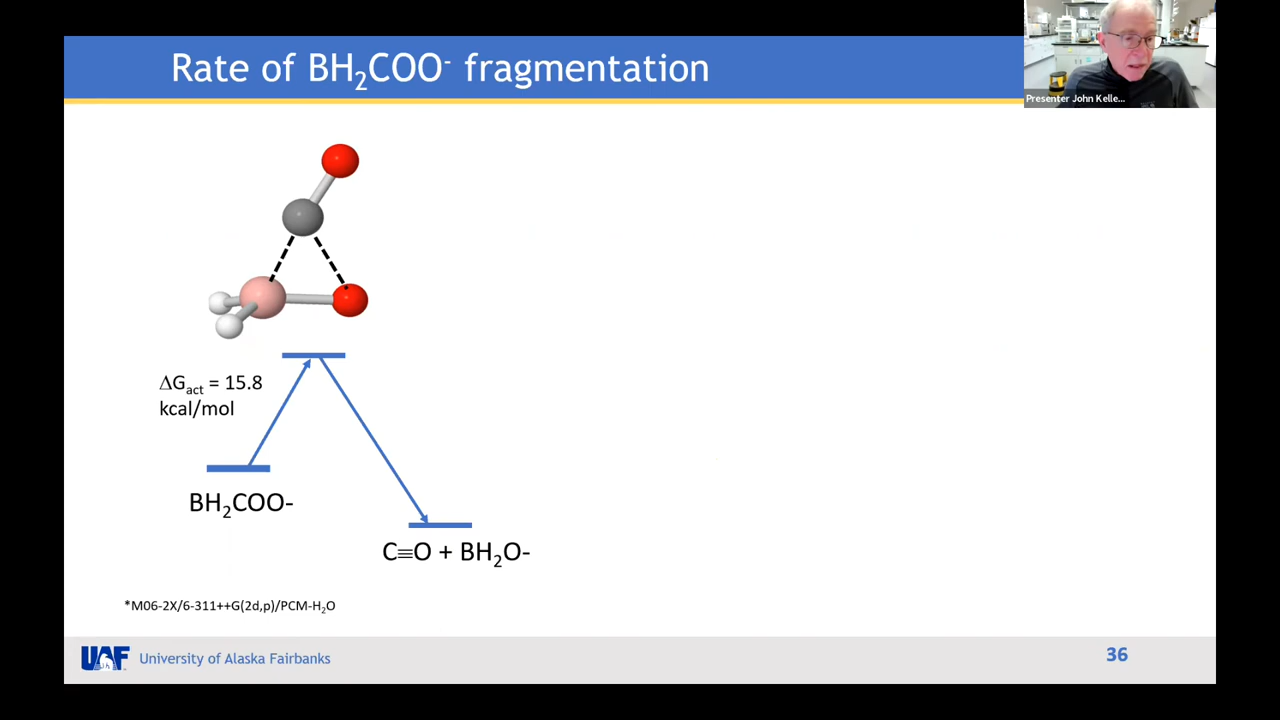 Rate of BH₂COO⁻ fragmentation
Presenter John Kelle...
ΔGact = 15.8
kcal/mol
BH₂COO-
C≡O + BH₂O-
*M06-2X/6-311++G(2d,p)/PCM-H₂O
UAF University of Alaska Fairbanks
36